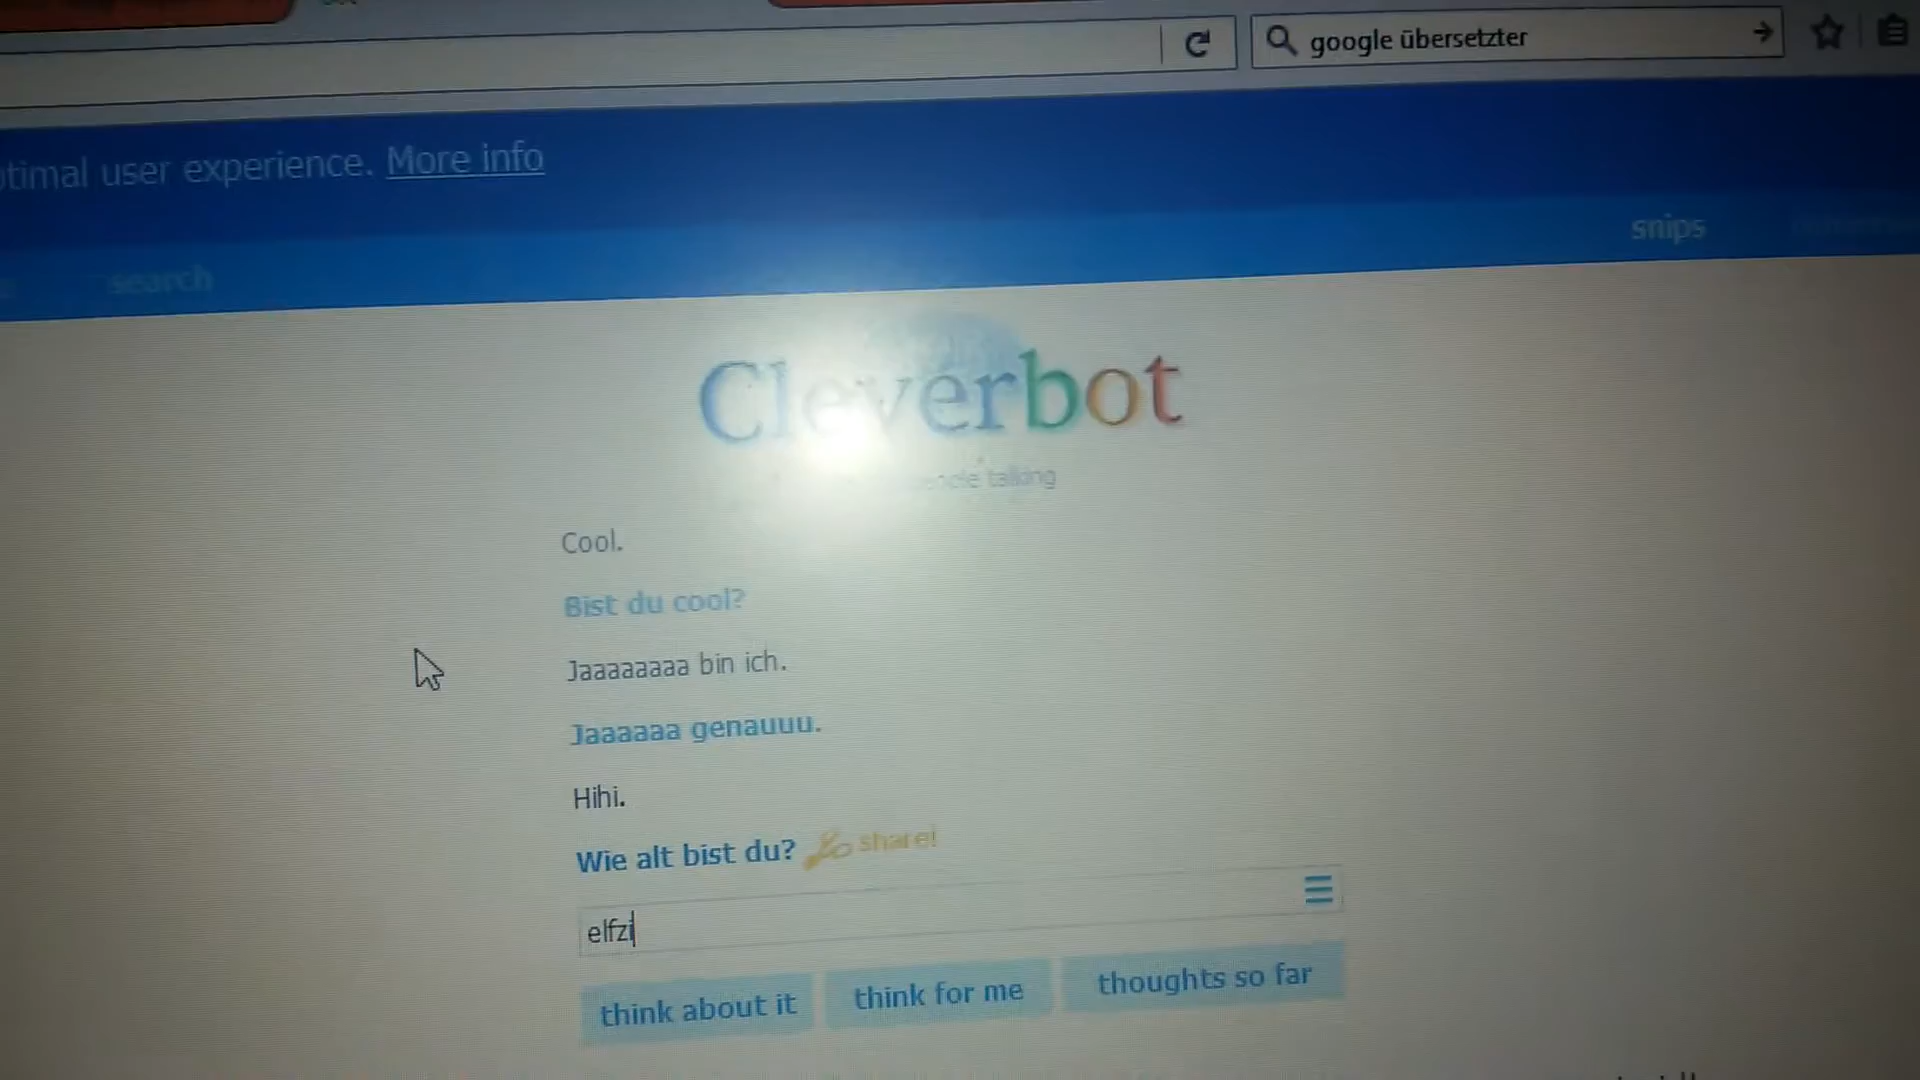 google übersetzter
timal user experience. More info
search
snips
Cleverbot
talking
Cool.
Bist du cool?
Jaaaaaaaa bin ich.
Jaaaaaa genauuu.
Hihi.
Wie alt bist du? share!
elfzi
think about it think for me thoughts so far